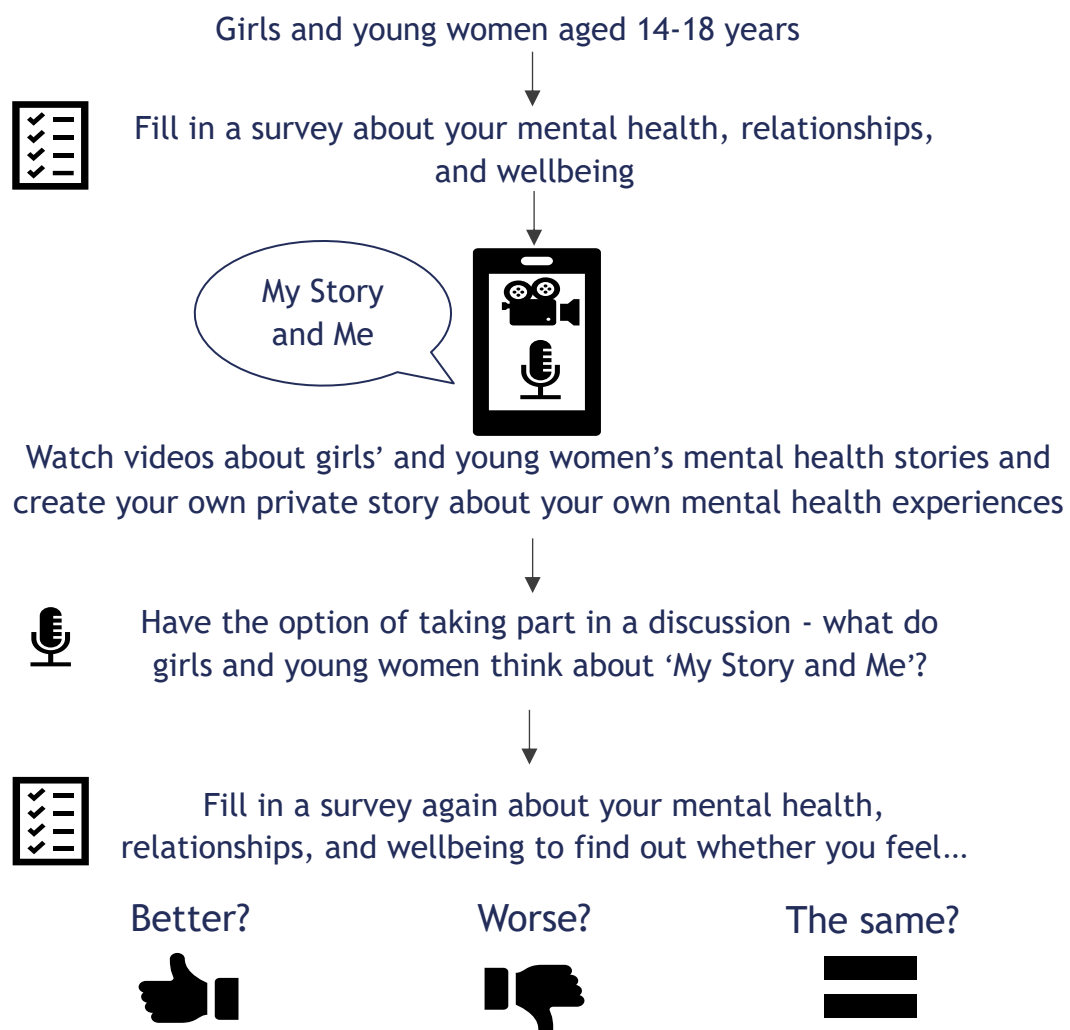 Girls and young women aged 14-18 years
Fill in a survey about your mental health, relationships,
and wellbeing
My Story
and Me
Watch videos about girls’ and young women’s mental health stories and
create your own private story about your own mental health experiences
Have the option of taking part in a discussion - what do
girls and young women think about ‘My Story and Me’?
Fill in a survey again about your mental health,
relationships, and wellbeing to find out whether you feel…
Better?
Worse?
The same?